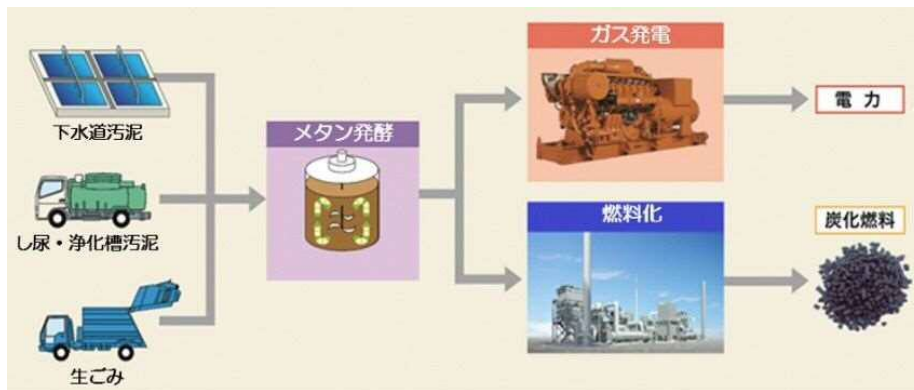 下水道汚泥
し尿・浄化槽汚泥
生ごみ
メタン発酵
ガス発電
電力
燃料化
炭化燃料